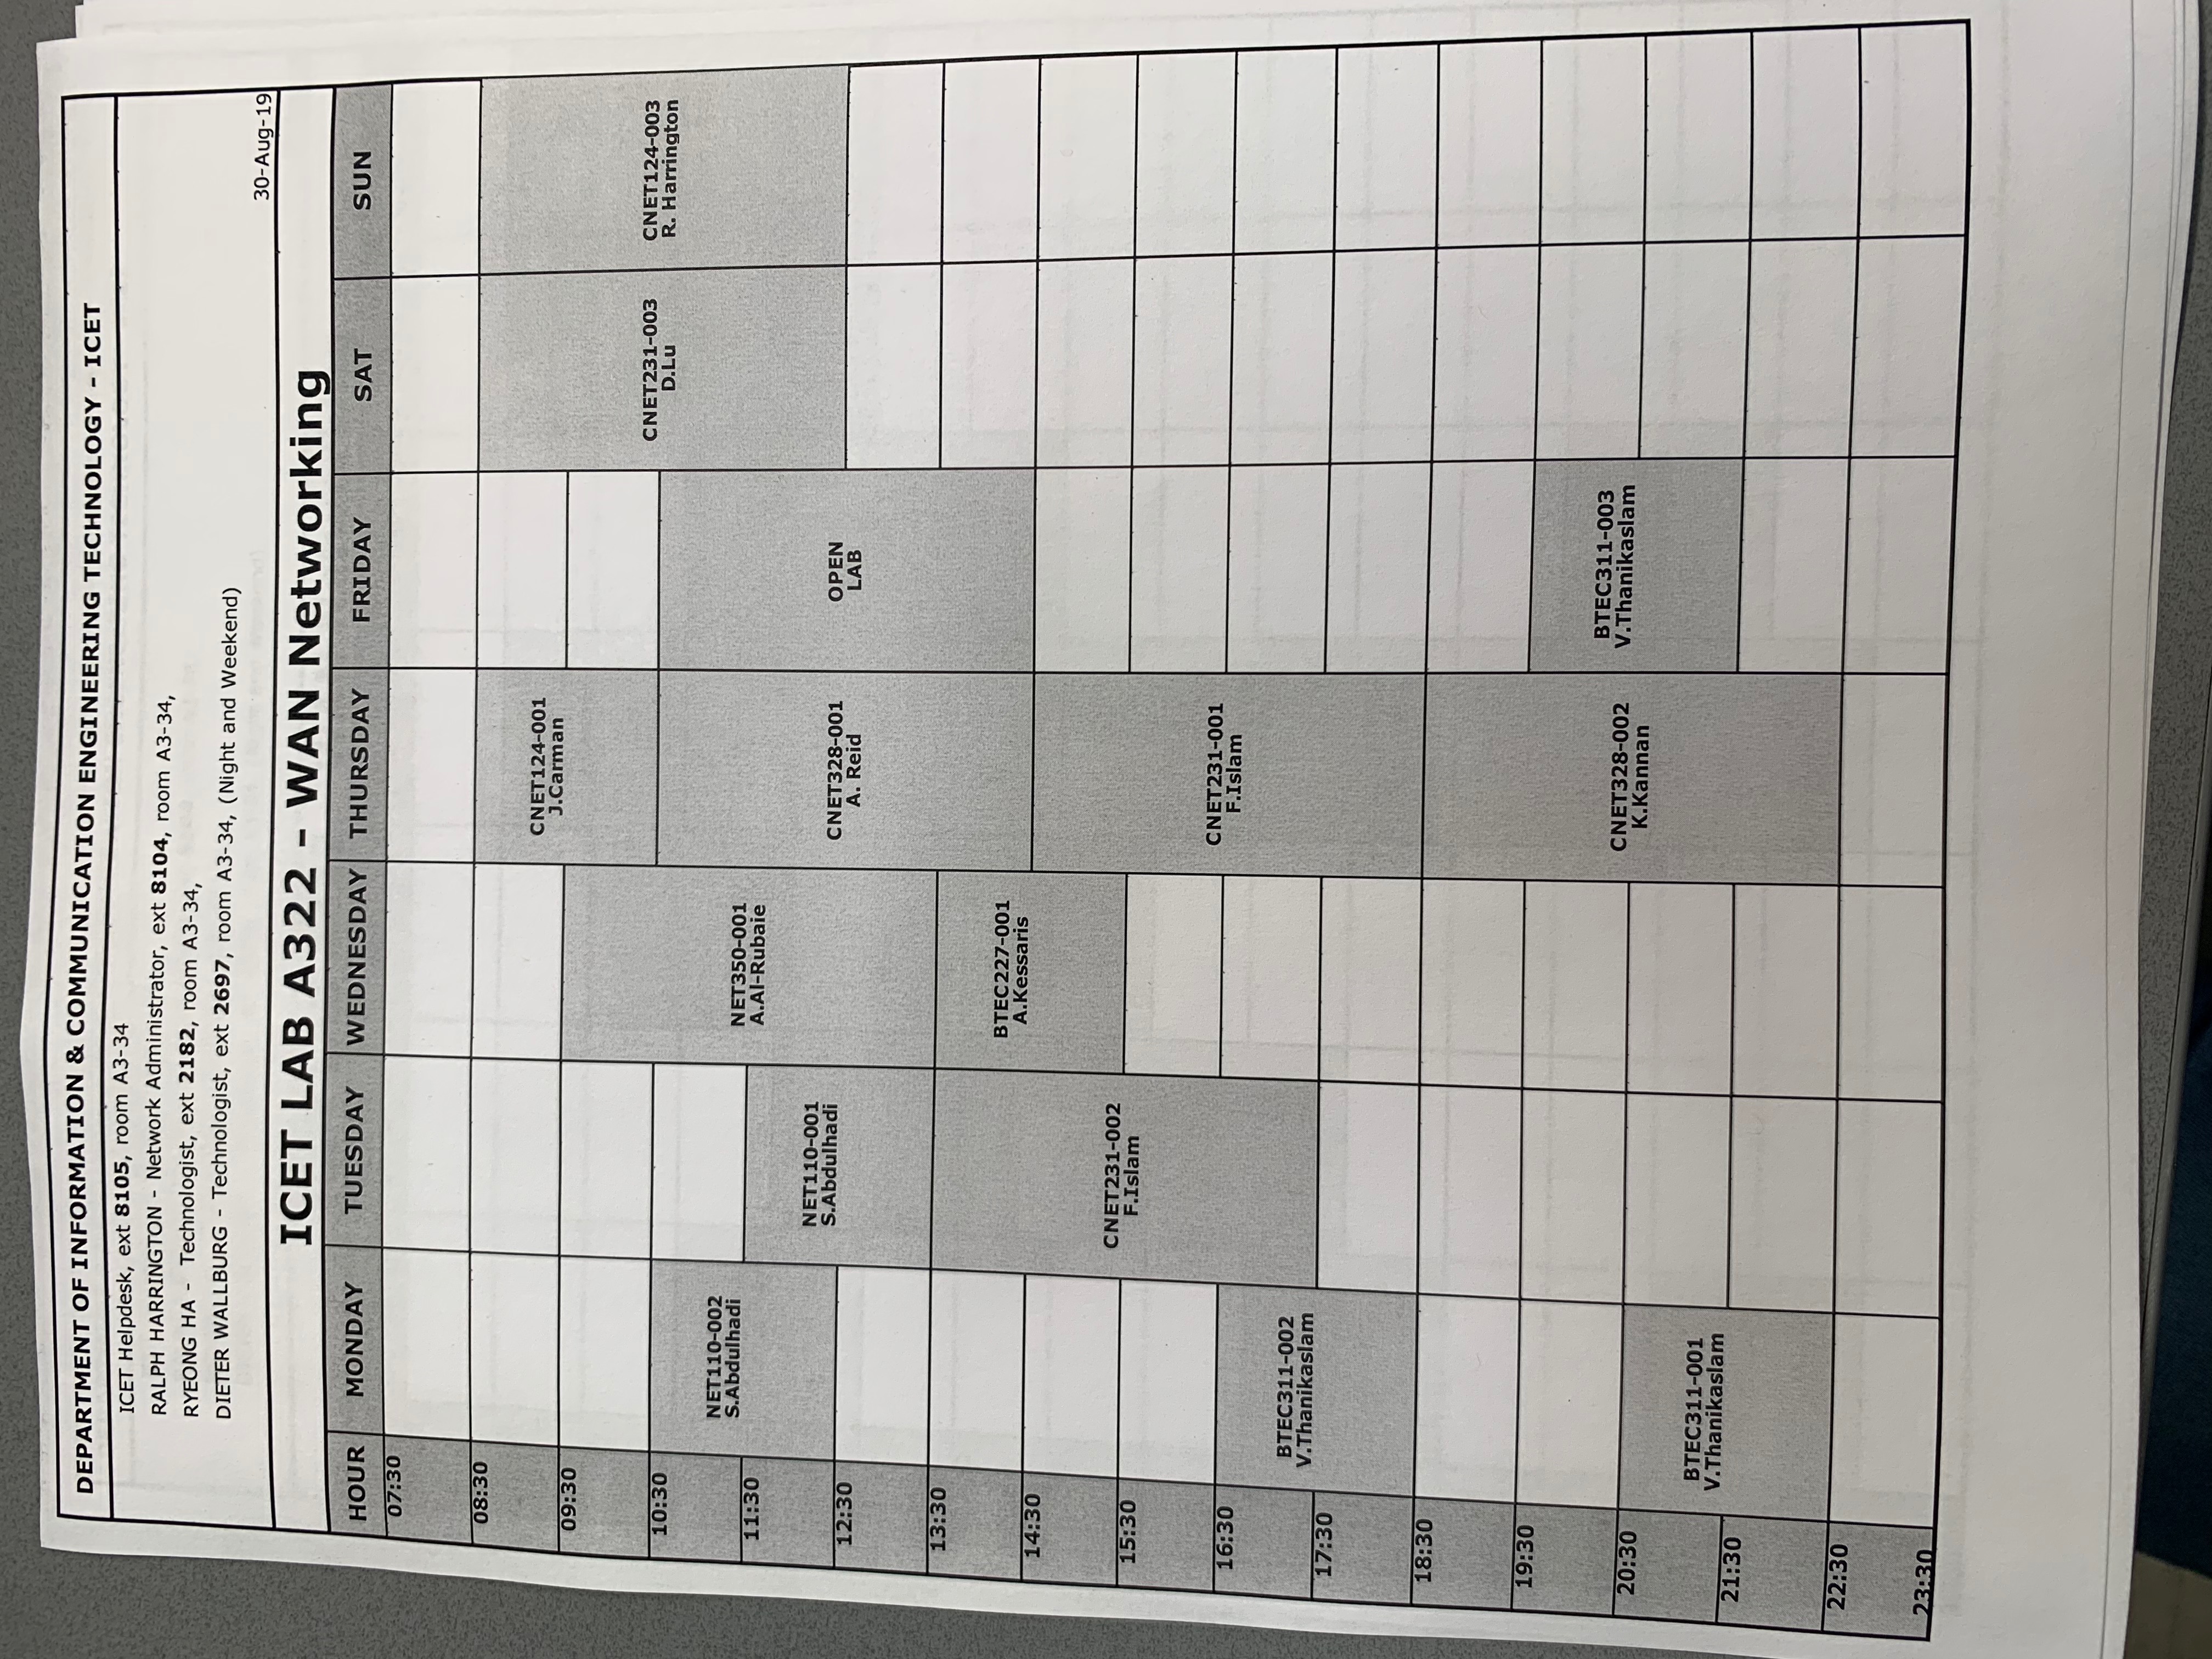 DEPARTMENT OF INFORMATION & COMMUNICATION ENGINEERING TECHNOLOGY - ICET
ICET Helpdesk, ext 8105, room A3-34
RALPH HARRINGTON - Network Administrator, ext 8104, room A3-34,
RYEONG HA - Technologist, ext 2182, room A3-34,
DIETER WALLBURG - Technologist, ext 2697, room A3-34, (Night and Weekend)
30-Aug-19
ICET LAB A322 - WAN Networking
HOUR MONDAY TUESDAY WEDNESDAY THURSDAY FRIDAY SAT SUN
07:30
08:30
CNET124-001
J.Carman
09:30
CNET231-003
D.Lu
CNET124-003
R. Harrington
10:30
NET110-002
S.Abdulhadi
NET350-001
A.Al-Rubaie
11:30
NET110-001
S.Abdulhadi
CNET328-001
A. Reid
OPEN
LAB
12:30
13:30
BTEC227-001
A.Kessaris
14:30
CNET231-002
F.Islam
15:30
CNET231-001
F.Islam
16:30
BTEC311-002
V.Thanikaslam
17:30
18:30
19:30
CNET328-002
K.Kannan
BTEC311-003
V.Thanikaslam
20:30
BTEC311-001
V.Thanikaslam
21:30
22:30
23:30